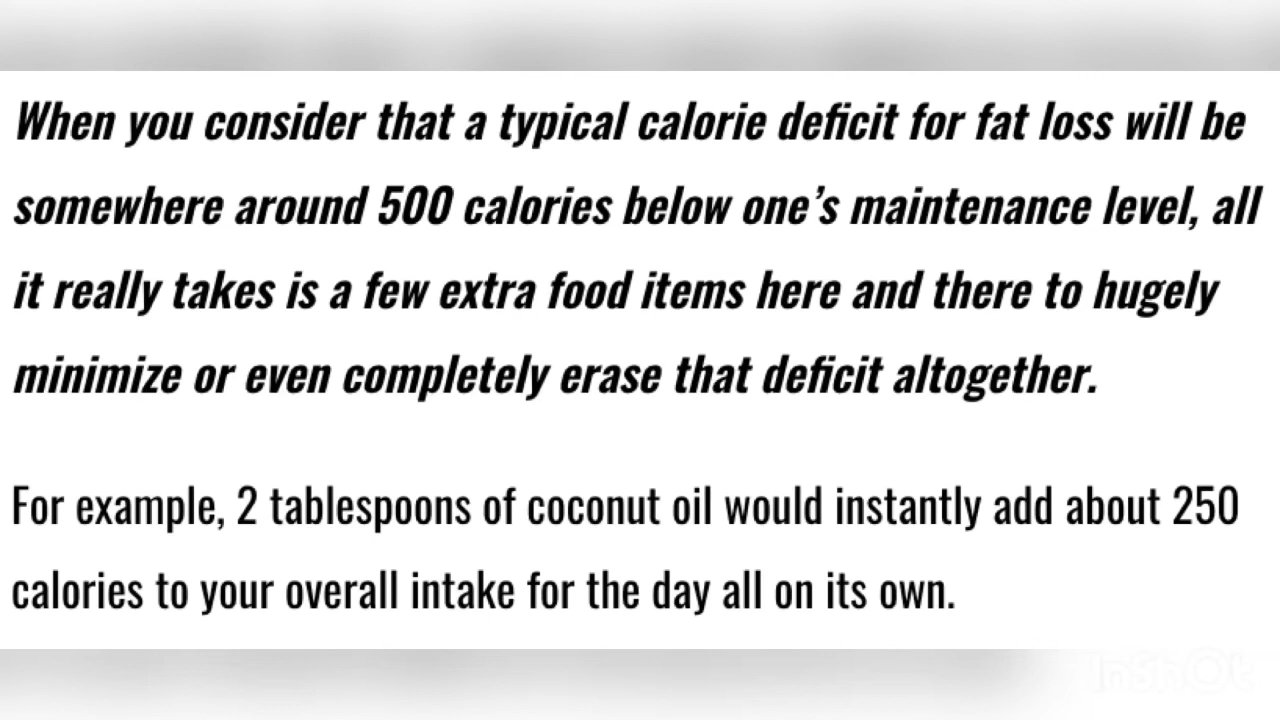 When you consider that a typical calorie deficit for fat loss will be
somewhere around 500 calories below one’s maintenance level, all
it really takes is a few extra food items here and there to hugely
minimize or even completely erase that deficit altogether.
For example, 2 tablespoons of coconut oil would instantly add about 250
calories to your overall intake for the day all on its own.
InShOt